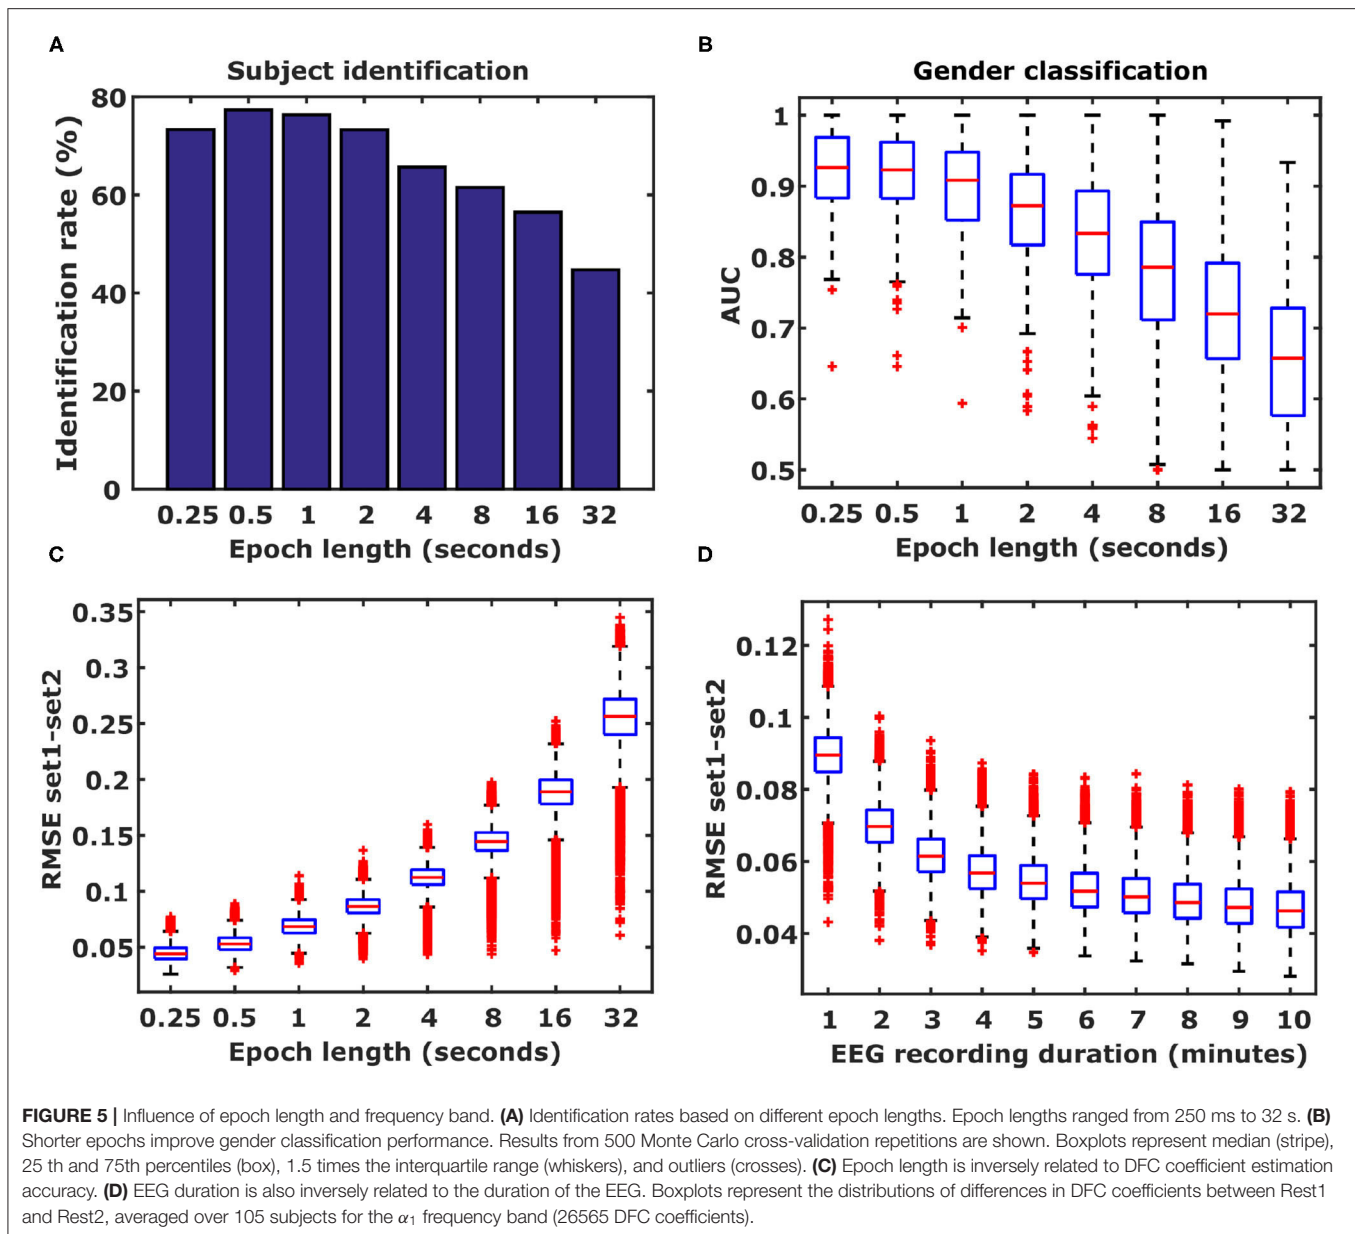 A
Subject identification
80
60
40
20
0
Identification rate (%)
0.25 0.5 1 2 4 8 16 32
Epoch length (seconds)
B
Gender classification
1
0.9
0.8
0.7
0.6
0.5
AUC
0.25 0.5 1 2 4 8 16 32
Epoch length (seconds)
C
0.35
0.3
0.25
0.2
0.15
0.1
0.05
RMSE set1-set2
0.25 0.5 1 2 4 8 16 32
Epoch length (seconds)
D
0.12
0.1
0.08
0.06
0.04
RMSE set1-set2
1 2 3 4 5 6 7 8 9 10
EEG recording duration (minutes)
FIGURE 5 | Influence of epoch length and frequency band. (A) Identification rates based on different epoch lengths. Epoch lengths ranged from 250 ms to 32 s. (B)
Shorter epochs improve gender classification performance. Results from 500 Monte Carlo cross-validation repetitions are shown. Boxplots represent median (stripe),
25 th and 75th percentiles (box), 1.5 times the interquartile range (whiskers), and outliers (crosses). (C) Epoch length is inversely related to DFC coefficient estimation
accuracy. (D) EEG duration is also inversely related to the duration of the EEG. Boxplots represent the distributions of differences in DFC coefficients between Rest1
and Rest2, averaged over 105 subjects for the α₁ frequency band (26565 DFC coefficients).